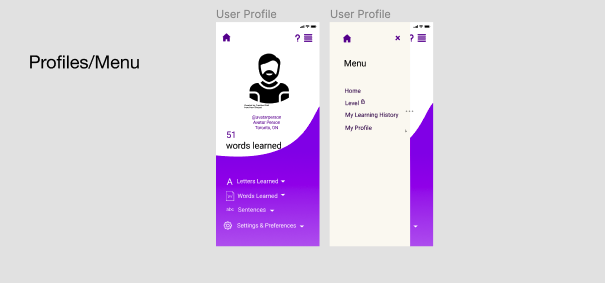 User Profile
User Profile
Profiles/Menu
?
@avatarperson
Avatar Person
Toronto, ON
51
words learned
A Letters Learned
Words Learned
abc Sentences
Settings & Preferences
x
?
Menu
Home
Level
My Learning History
...
My Profile